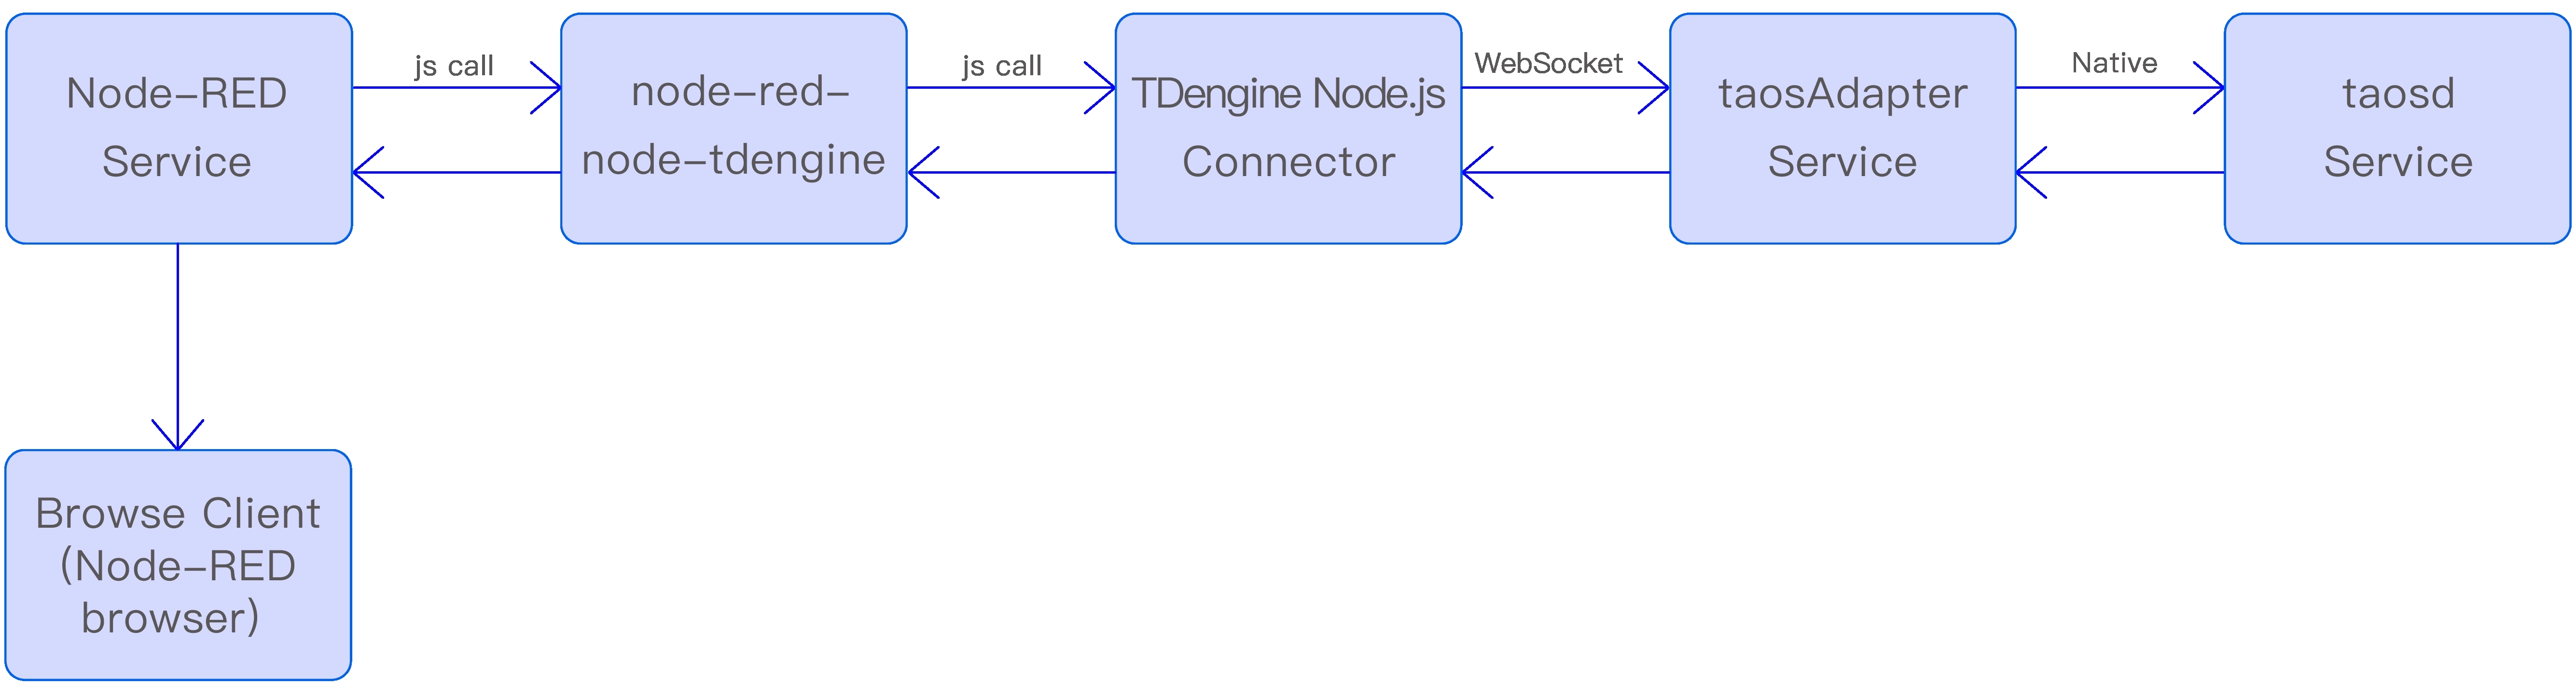 Node-RED
Service
js call
node-red-
node-tdengine
js call
TDengine Node.js
Connector
WebSocket
taosAdapter
Service
Native
taosd
Service
Browse Client
(Node-RED
browser)